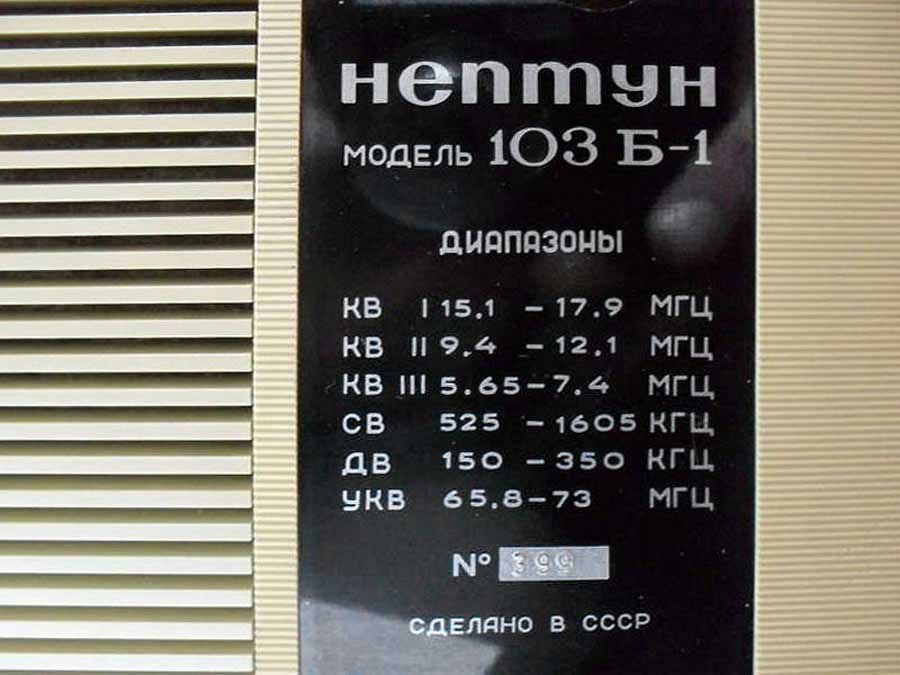 Нептун
МОДЕЛЬ 103 Б-1
ДИАПАЗОНЫ
КВ I 15.1 – 17.9 МГЦ
КВ II 9.4 – 12.1 МГЦ
КВ III 5.65 – 7.4 МГЦ
СВ 525 – 1605 КГЦ
ДВ 150 – 350 КГЦ
УКВ 65.8 – 73 МГЦ
№ 399
СДЕЛАНО В СССР